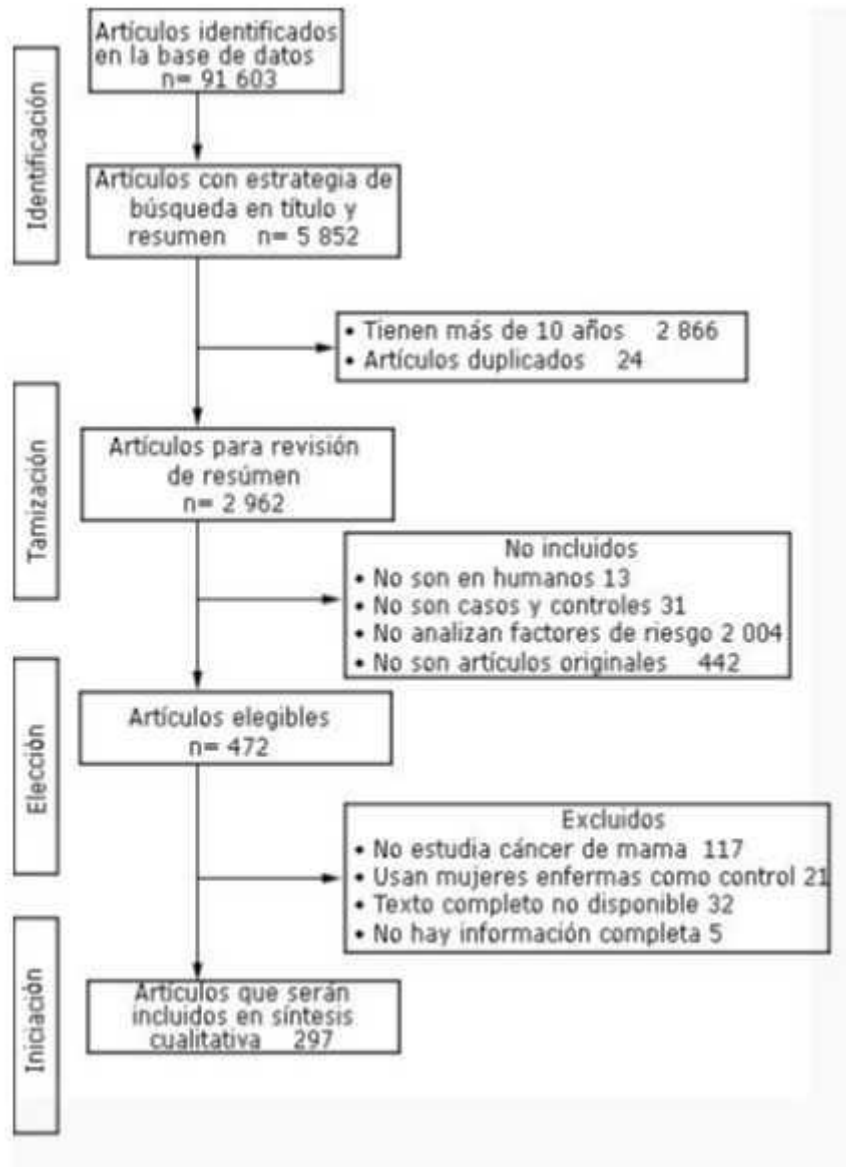 Identificación
Artículos identificados
en la base de datos
n= 91 603
Artículos con estrategia de
búsqueda en título y
resumen n= 5 852
• Tienen más de 10 años 2 866
• Artículos duplicados 24
Tamización
Artículos para revisión
de resúmen
n= 2 962
No incluidos
• No son en humanos 13
• No son casos y controles 31
• No analizan factores de riesgo 2 004
• No son artículos originales 442
Elección
Artículos elegibles
n= 472
Excluidos
• No estudia cáncer de mama 117
• Usan mujeres enfermas como control 21
• Texto completo no disponible 32
• No hay información completa 5
Iniciación
Artículos que serán
incluidos en síntesis
cualitativa 297